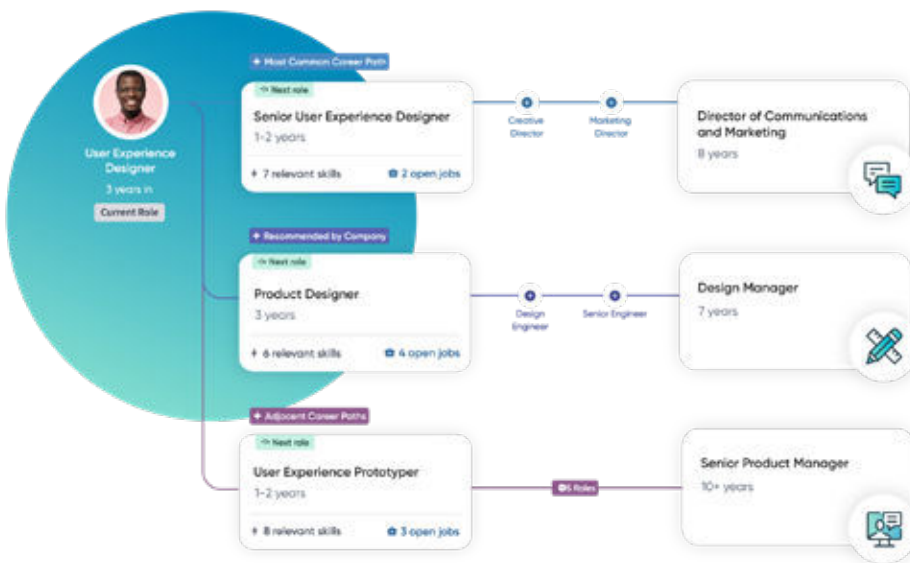 User Experience
Designer
3 years in
Current Role
+ Most Common Career Path
Next role
Senior User Experience Designer
1-2 years
7 relevant skills
2 open jobs
Creative
Director
Marketing
Director
Director of Communications
and Marketing
8 years
+ Recommended by Company
Next role
Product Designer
3 years
6 relevant skills
4 open jobs
Design
Engineer
Senior Engineer
Design Manager
7 years
+ Adjacent Career Paths
Next role
User Experience Prototyper
1-2 years
8 relevant skills
3 open jobs
5 Roles
Senior Product Manager
10+ years